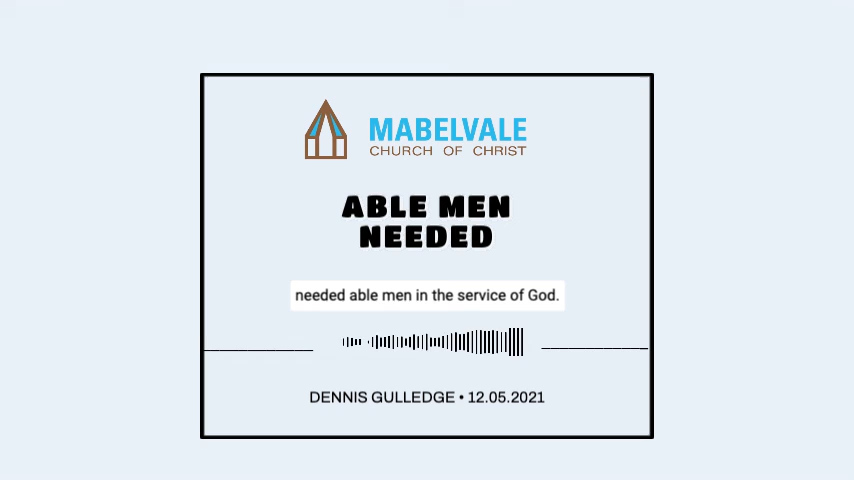 MABELVALE
CHURCH OF CHRIST
ABLE MEN
NEEDED
needed able men in the service of God.
DENNIS GULLEDGE • 12.05.2021